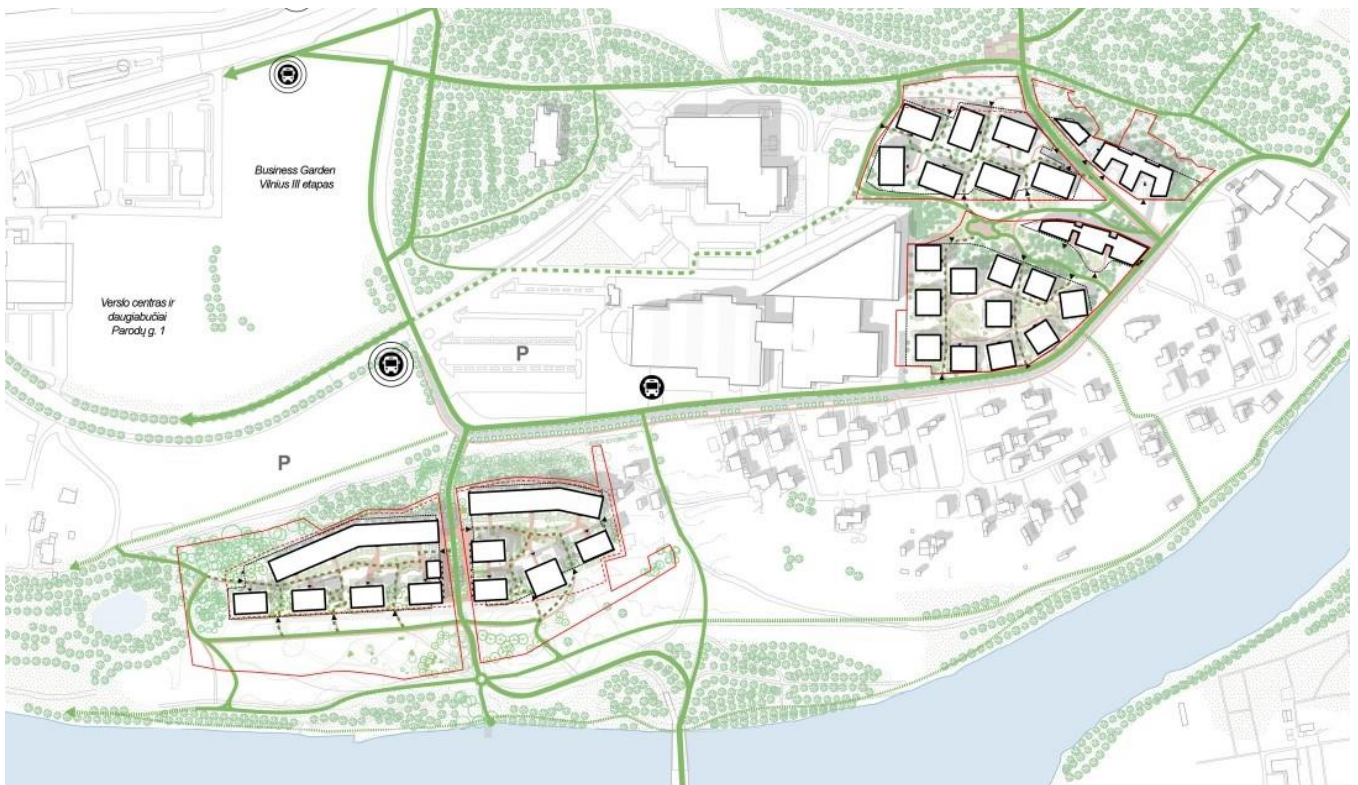 Business Garden
Vilnius III etapas
Verslo centras ir
daugiabučiai
Parodų g. 1
P
P